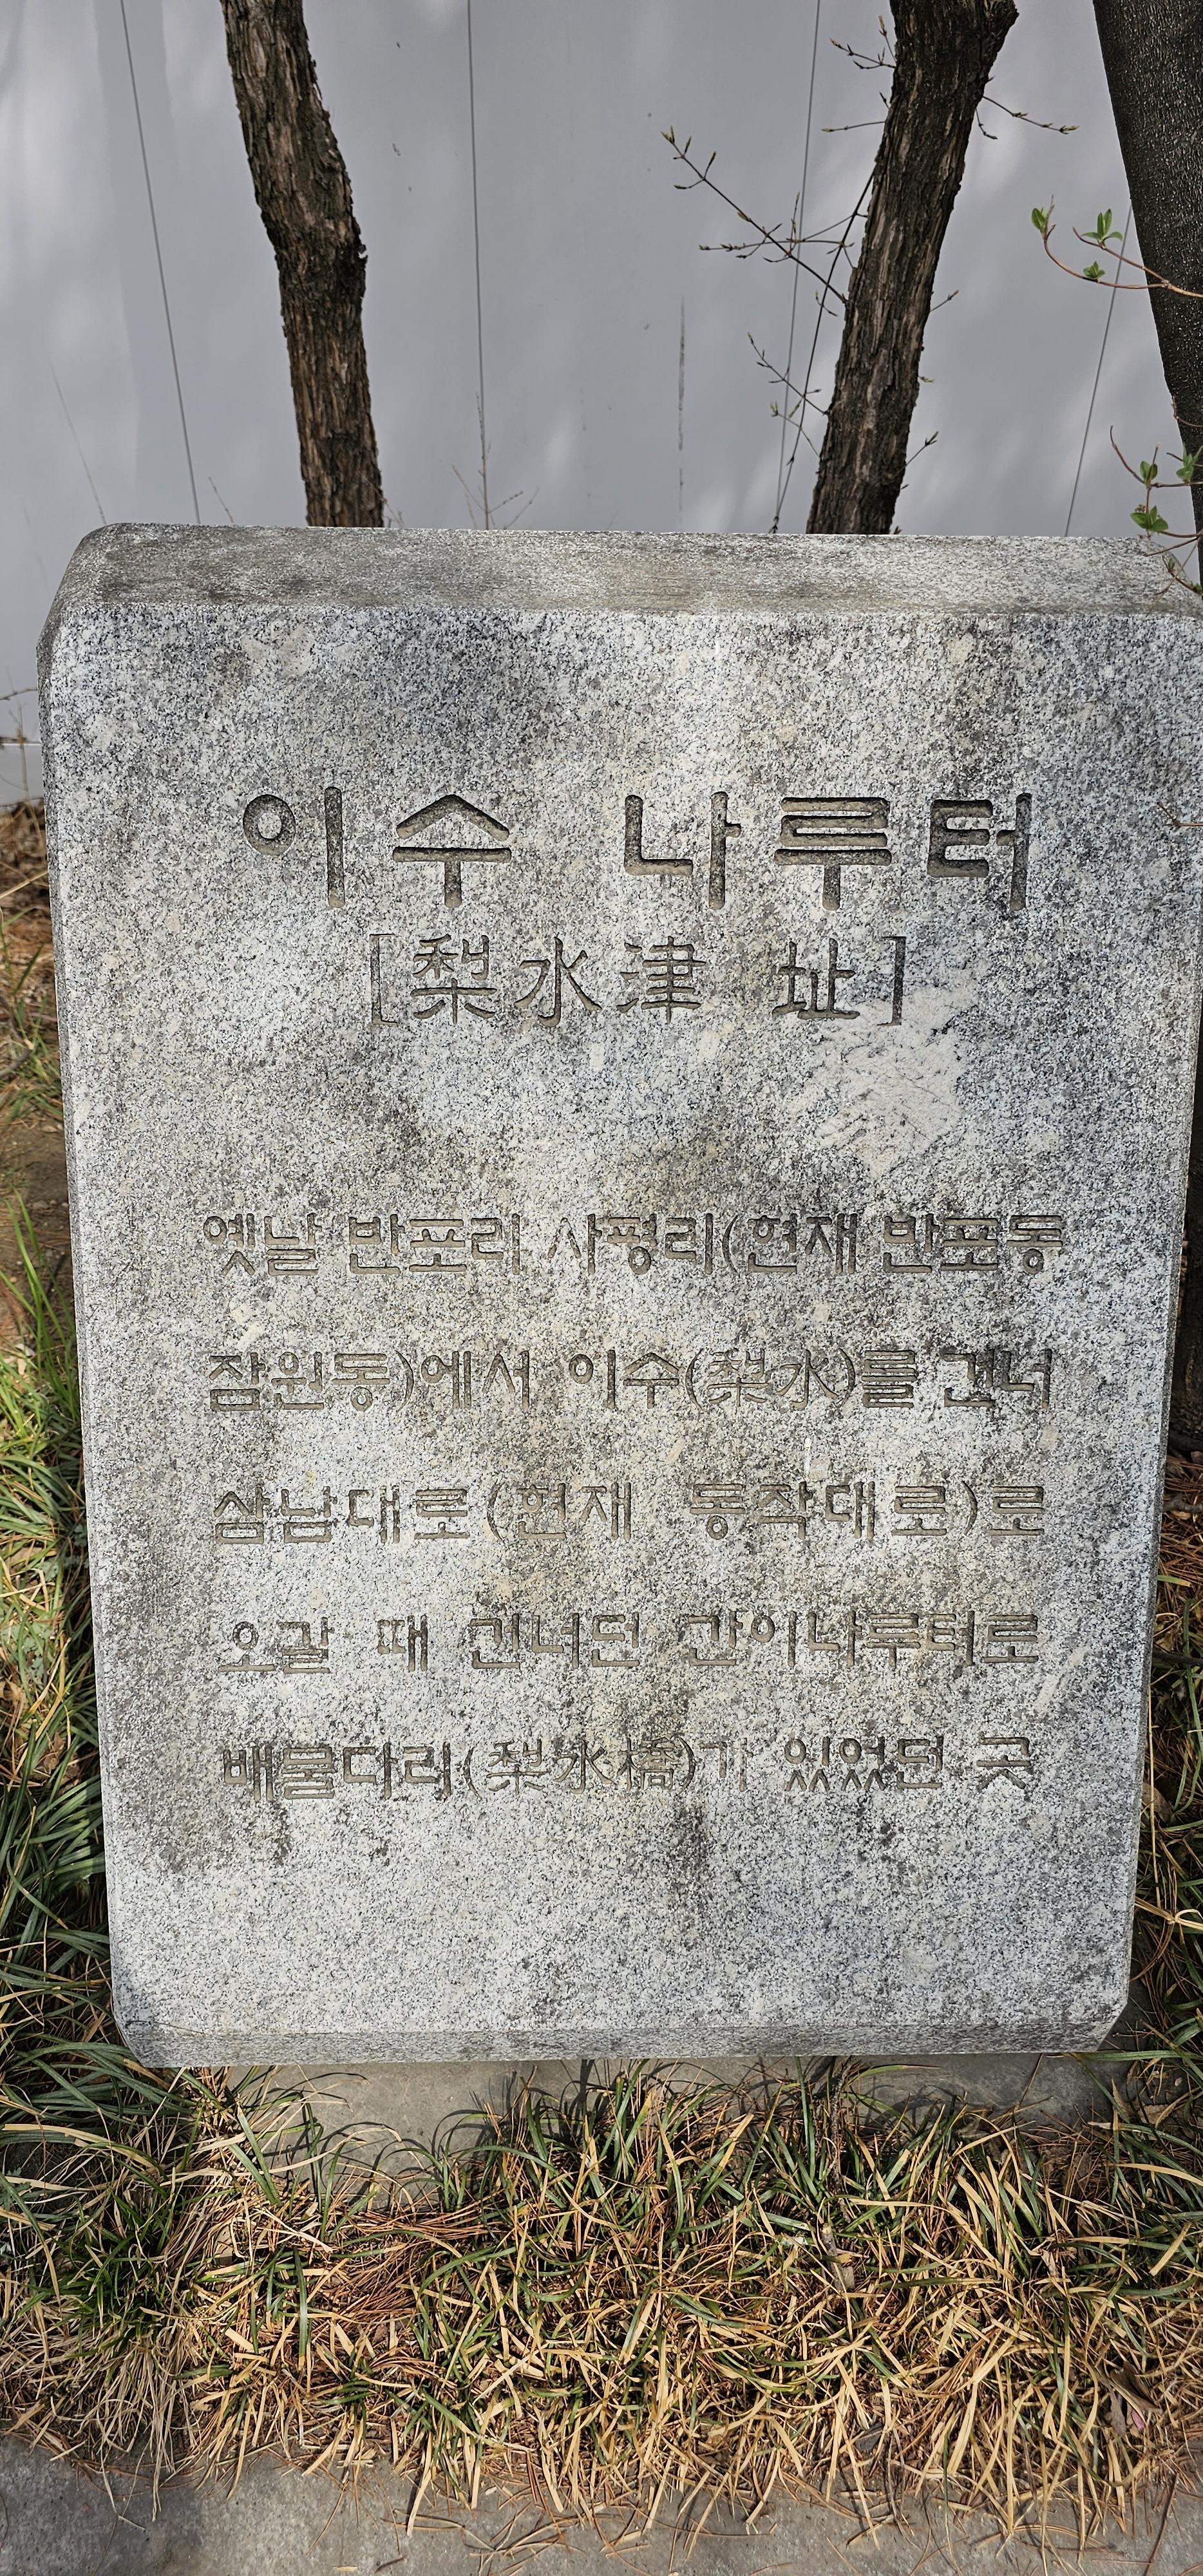 이수 나루터
[梨水津 址]
옛날 반포리 사평리(현재 반포동
잠원동)에서 이수(梨水)를 건너
삼남대로(현재 동작대로)로
오갈 때 건너던 간이나루터로
배물다리(梨水橋)가 있었던 곳